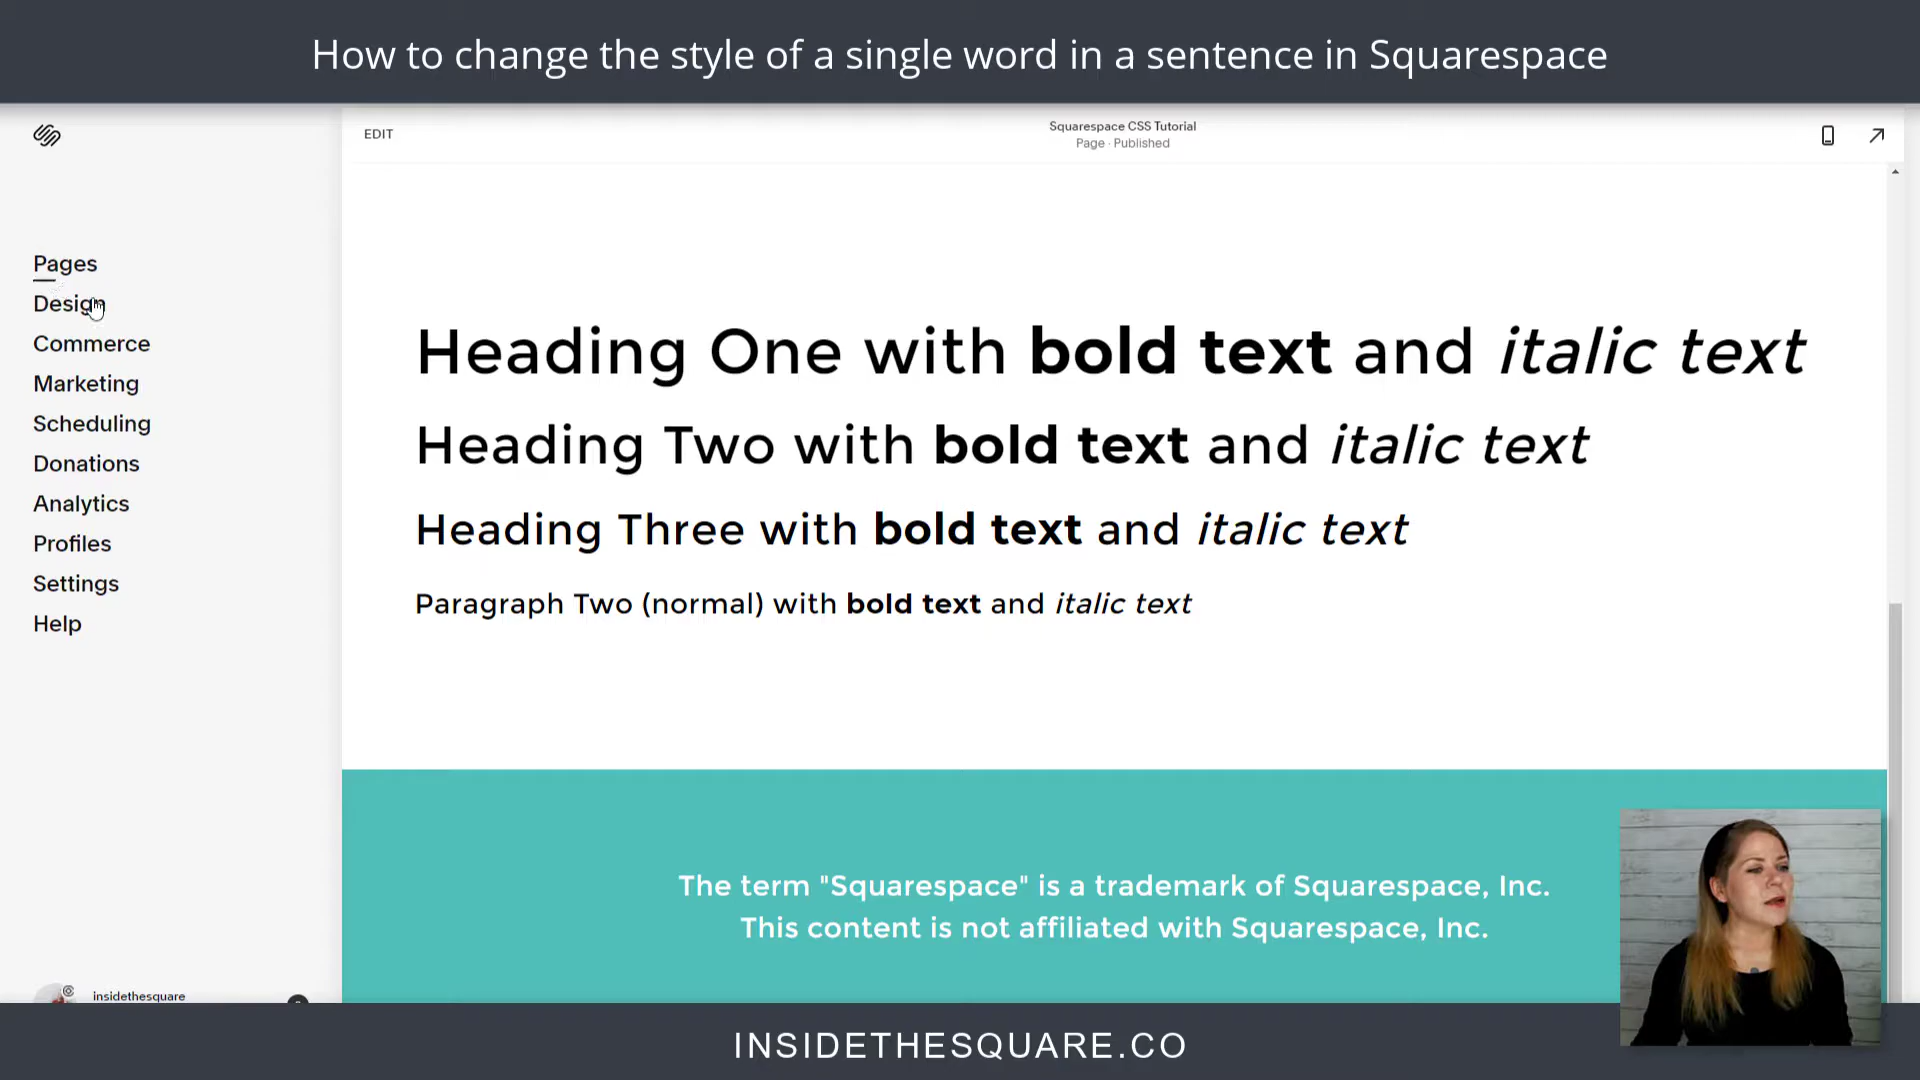 How to change the style of a single word in a sentence in Squarespace
EDIT
Squarespace CSS Tutorial
Page · Published
Pages
Design
Commerce
Marketing
Scheduling
Donations
Analytics
Profiles
Settings
Help
Heading One with bold text and italic text
Heading Two with bold text and italic text
Heading Three with bold text and italic text
Paragraph Two (normal) with bold text and italic text
The term "Squarespace" is a trademark of Squarespace, Inc.
This content is not affiliated with Squarespace, Inc.
insidethesquare
INSIDETHESQUARE.CO